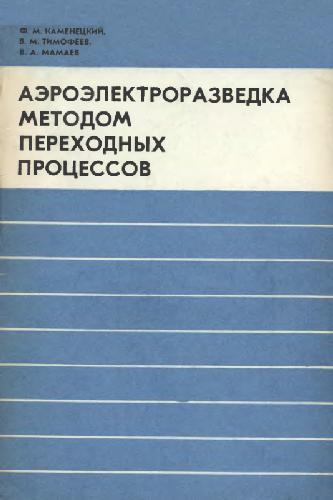 Ф. М. КАМЕНЕЦКИЙ,
В. М. ТИМОФЕЕВ,
В. А. МАМАЕВ
АЭРОЭЛЕКТРОРАЗВЕДКА
МЕТОДОМ
ПЕРЕХОДНЫХ
ПРОЦЕССОВ